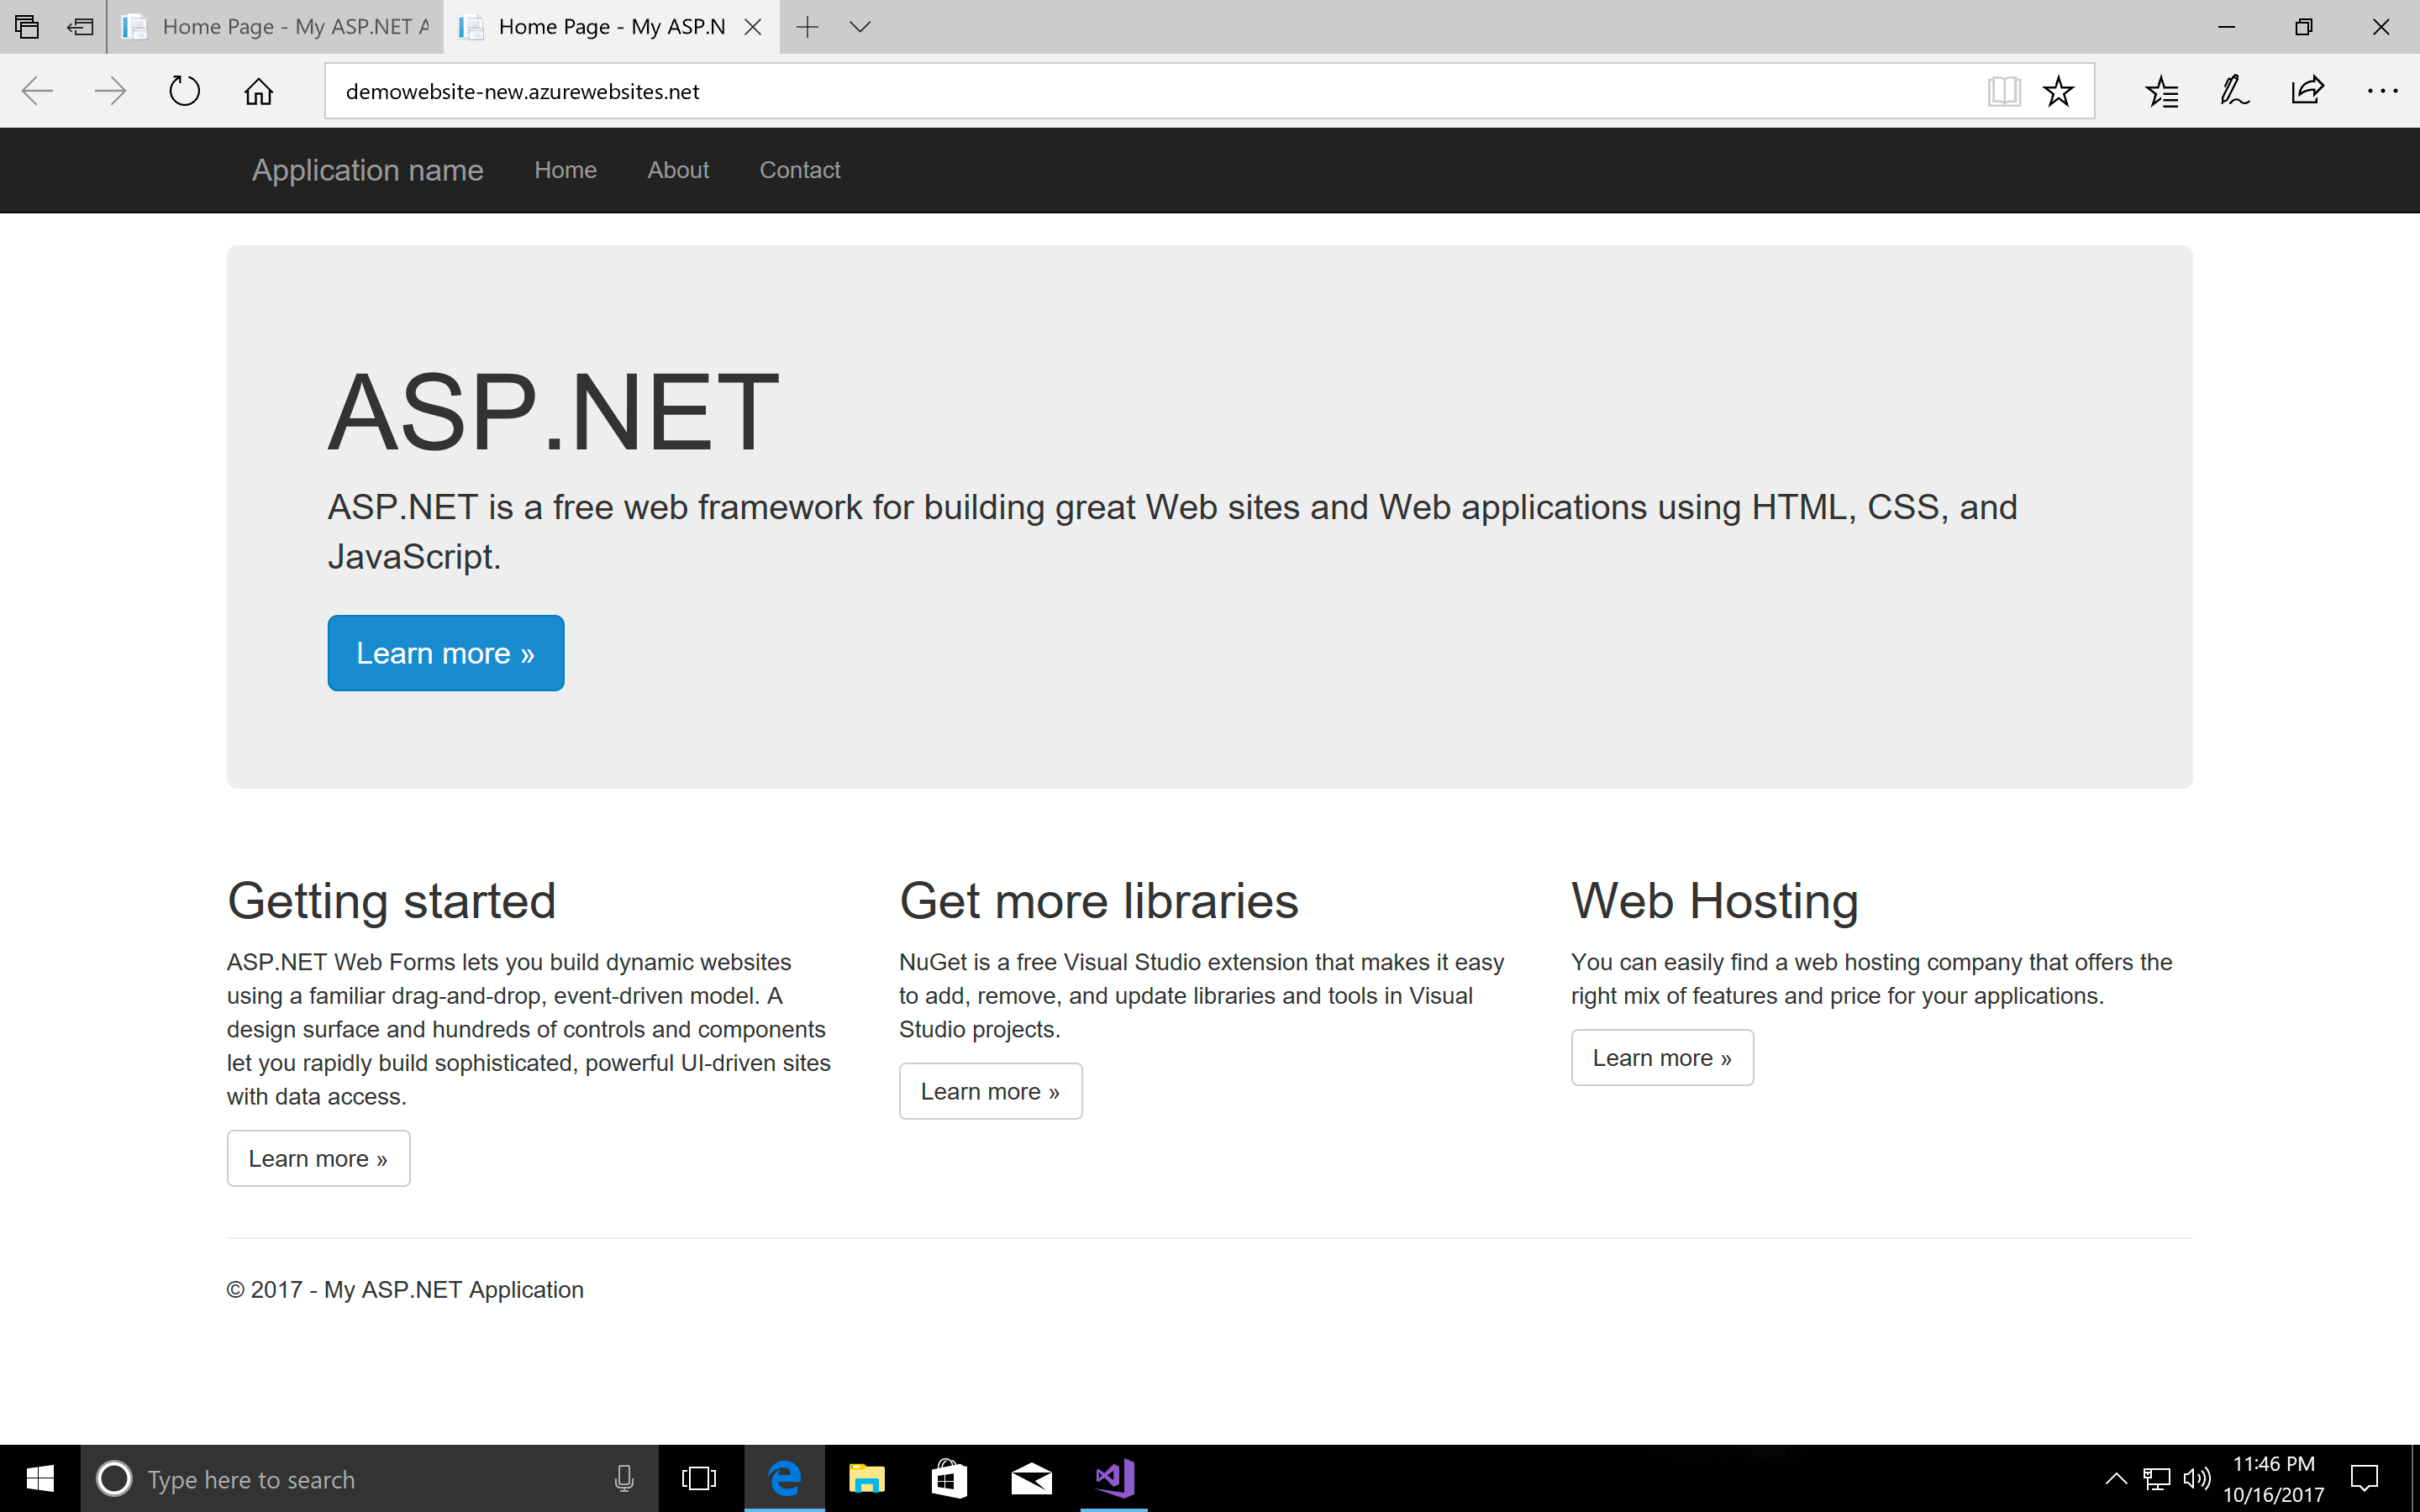 Home Page - My ASP.NET A
Home Page - My ASP.N
demowebsite-new.azurewebsites.net
Application name
Home
About
Contact
ASP.NET
ASP.NET is a free web framework for building great Web sites and Web applications using HTML, CSS, and
JavaScript.
Learn more »
Getting started
ASP.NET Web Forms lets you build dynamic websites
using a familiar drag-and-drop, event-driven model. A
design surface and hundreds of controls and components
let you rapidly build sophisticated, powerful UI-driven sites
with data access.
Learn more »
Get more libraries
NuGet is a free Visual Studio extension that makes it easy
to add, remove, and update libraries and tools in Visual
Studio projects.
Learn more »
Web Hosting
You can easily find a web hosting company that offers the
right mix of features and price for your applications.
Learn more »
© 2017 - My ASP.NET Application
Type here to search
11:46 PM
10/16/2017